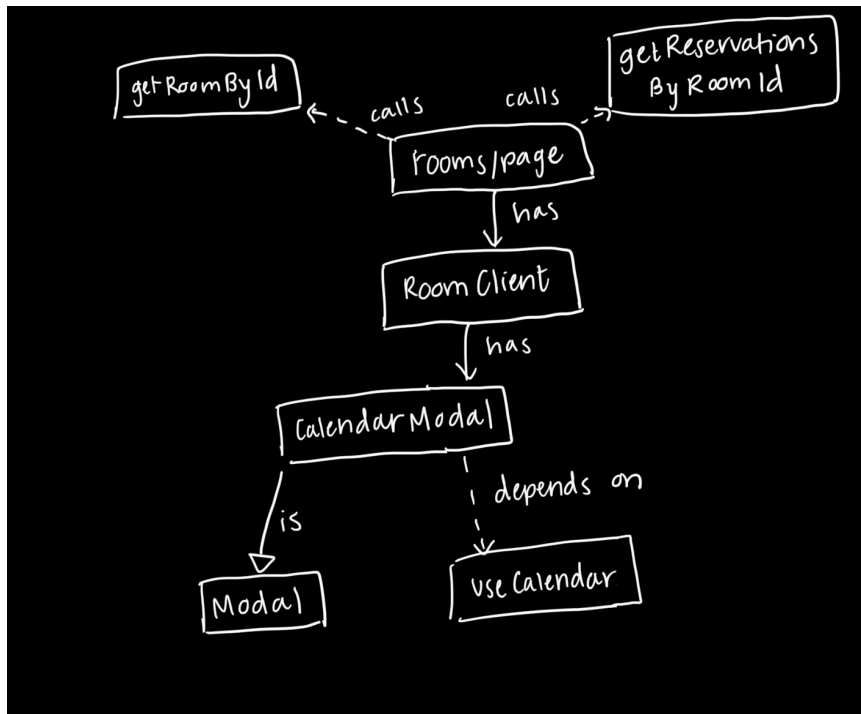 getReservations
By Room Id
getRoomById
calls
calls
rooms/page
has
Room Client
has
CalendarModal
depends on
is
useCalendar
Modal